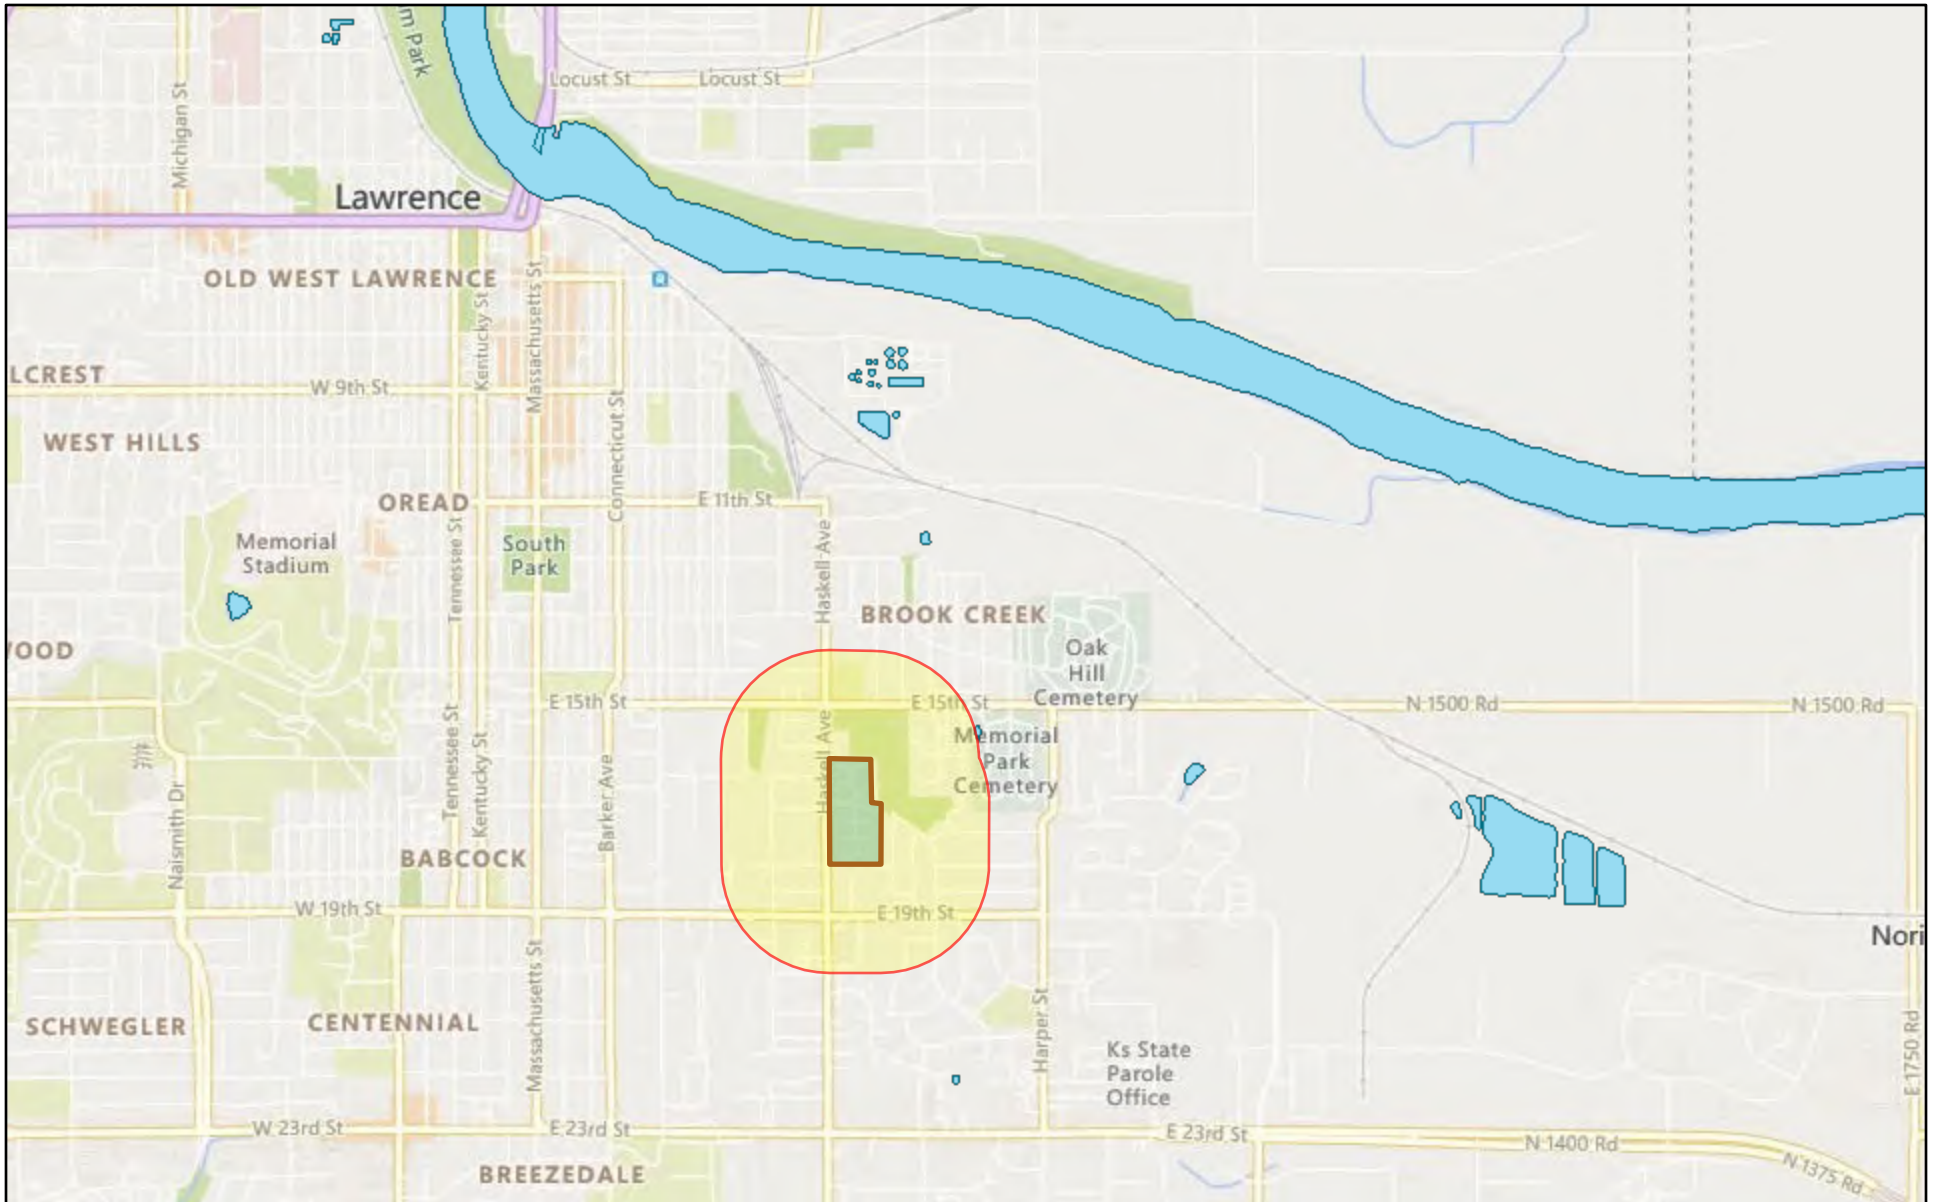 m Park
Locust St
Locust St
Michigan St
Lawrence
OLD WEST LAWRENCE
Kentucky St
Massachusetts St
LCREST
W 9th St
Connecticut St
WEST HILLS
OREAD
E 11th St
Haskell Ave
Memorial
Stadium
South
Park
Tennessee St
BROOK CREEK
Oak
Hill
Cemetery
OOD
E 15th St
E 15th St
N 1500 Rd
N 1500 Rd
Tennessee St
Kentucky St
Haskell Ave
Memorial
Park
Cemetery
Naismith Dr
Barker Ave
BABCOCK
W 19th St
E 19th St
Nori
SCHWEGLER
CENTENNIAL
Massachusetts St
Harper St
Ks State
Parole
Office
E 1750 Rd
W 23rd St
E 23rd St
E 23rd St
N 1400 Rd
N 1375 Rd
BREEZEDALE